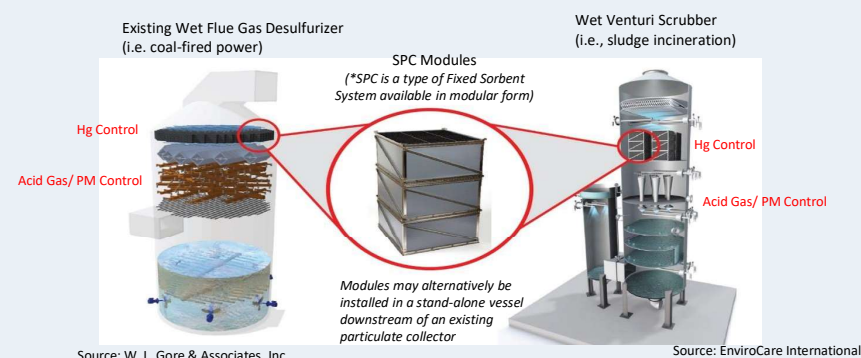 Existing Wet Flue Gas Desulfurizer
(i.e. coal-fired power)
Wet Venturi Scrubber
(i.e., sludge incineration)
SPC Modules
(*SPC is a type of Fixed Sorbent
System available in modular form)
Hg Control
Acid Gas/ PM Control
Hg Control
Acid Gas/ PM Control
Modules may alternatively be
installed in a stand-alone vessel
downstream of an existing
particulate collector
Source: W. L. Gore & Associates, Inc
Source: EnviroCare International